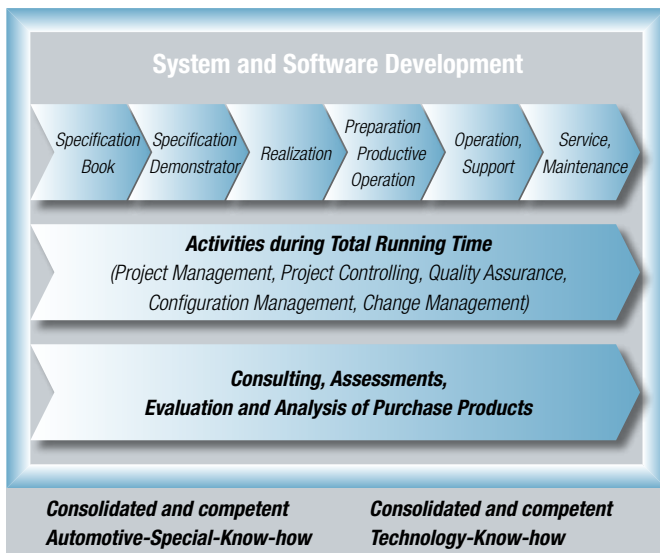 System and Software Development
Specification
Book
Specification
Demonstrator
Realization
Preparation
Productive
Operation
Operation,
Support
Service,
Maintenance
Activities during Total Running Time
(Project Management, Project Controlling, Quality Assurance,
Configuration Management, Change Management)
Consulting, Assessments,
Evaluation and Analysis of Purchase Products
Consolidated and competent
Automotive-Special-Know-how
Consolidated and competent
Technology-Know-how